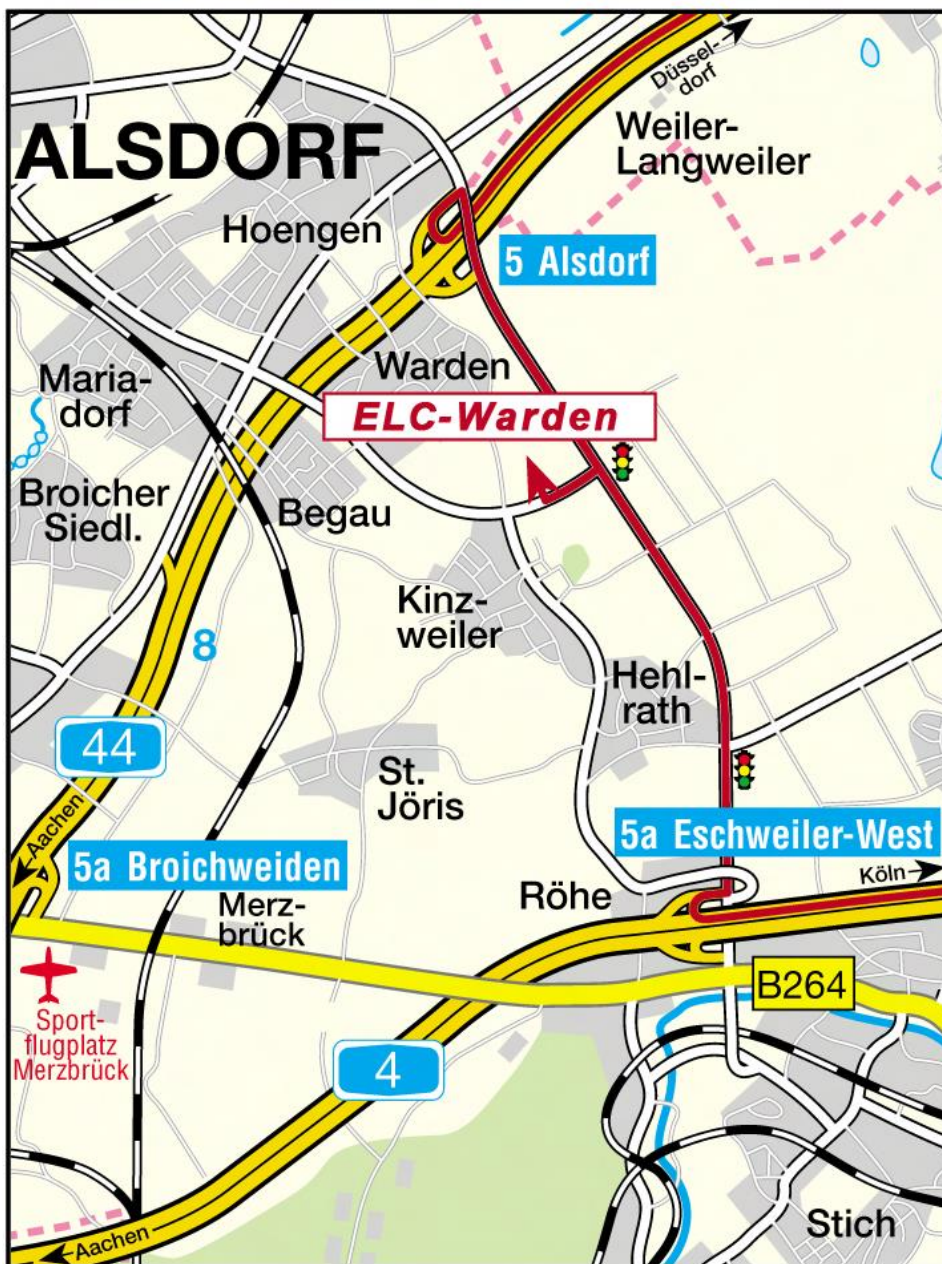 Düssel-
dorf
Weiler-
Langweiler
ALSDORF
Hoengen
5 Alsdorf
Maria-
dorf
Warden
ELC-Warden
Broicher
Siedl.
Begau
Kinz-
weiler
8
Hehl-
rath
44
St.
Jöris
Aachen
5a Broichweiden
5a Eschweiler-West
Köln
Röhe
Merz-
brück
B264
Sport-
flugplatz
Merzbrück
4
Stich
Aachen